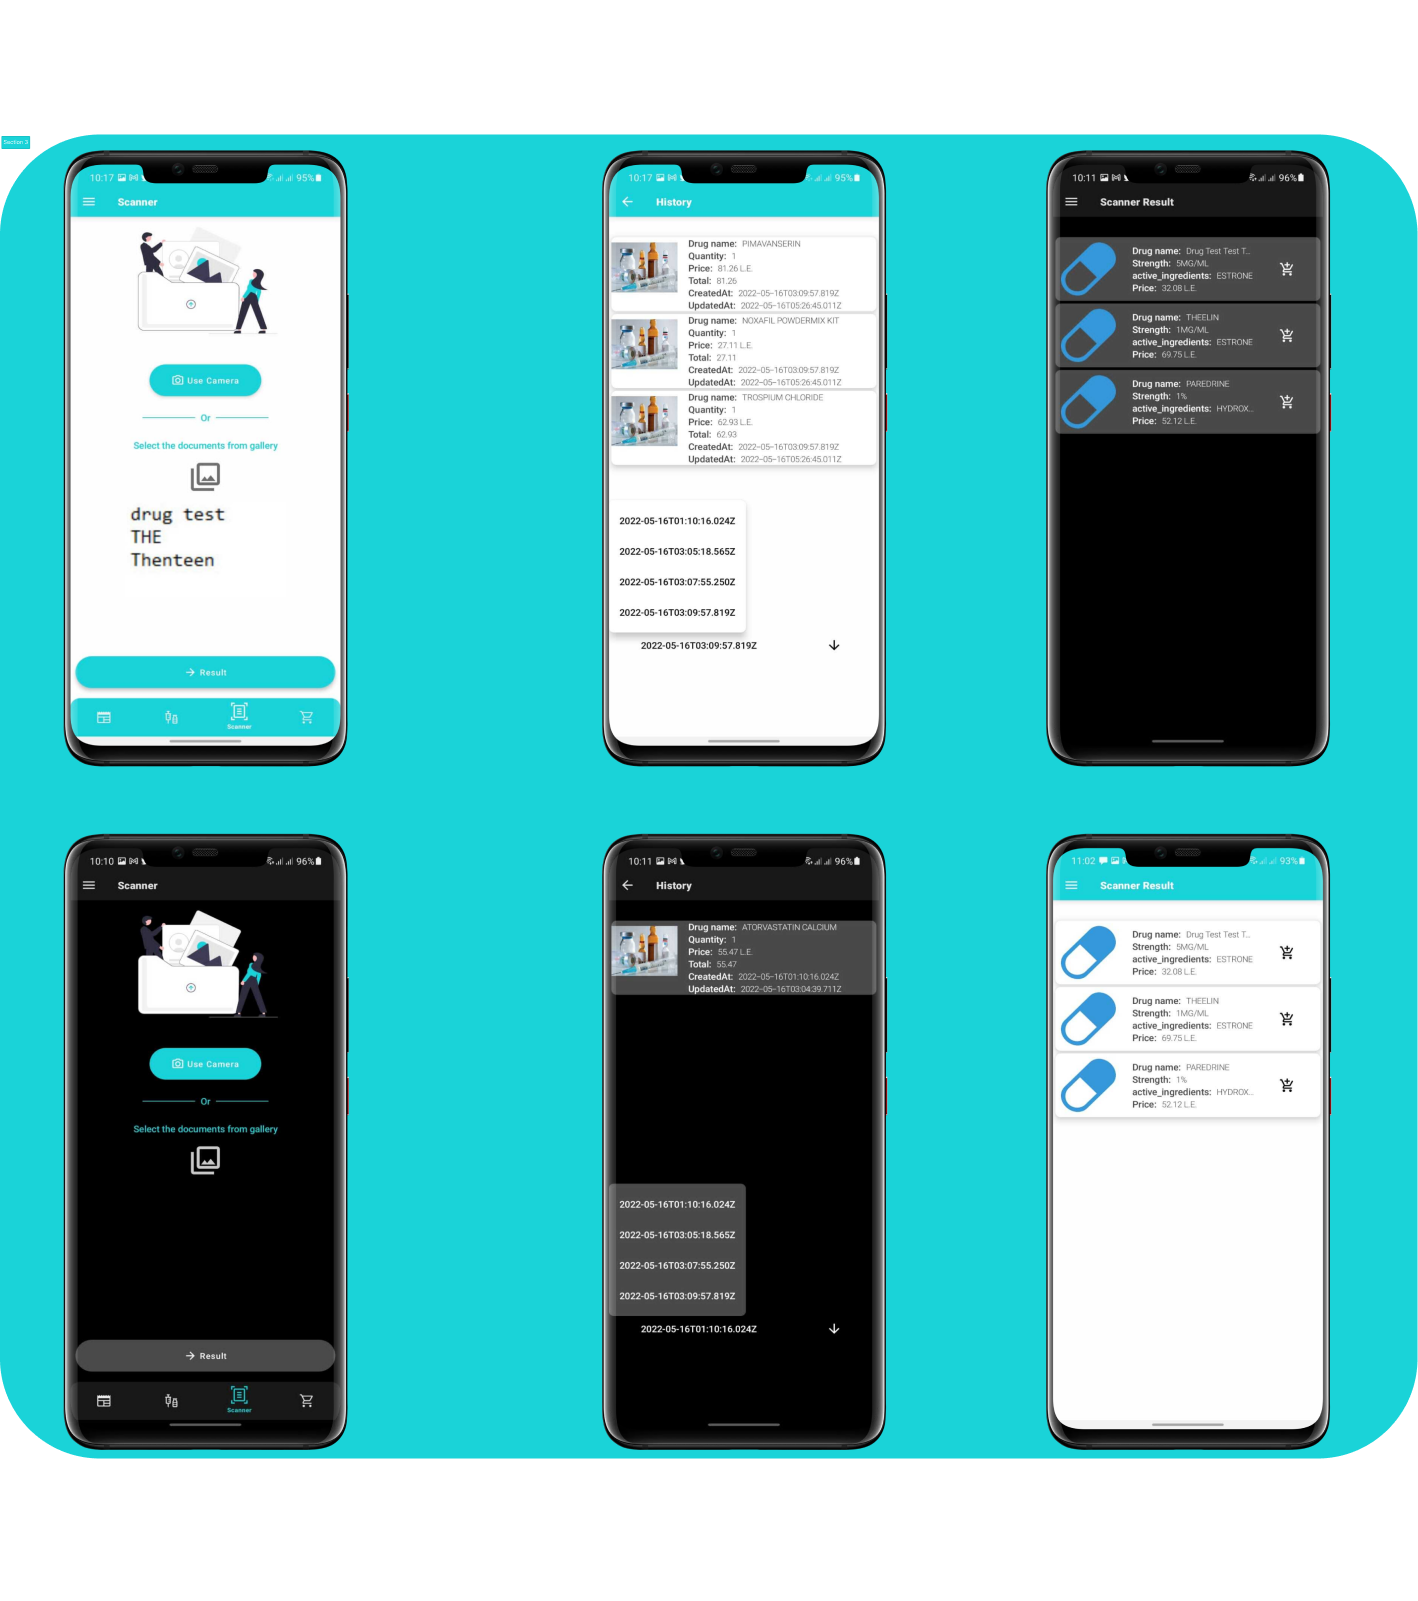 Section 3
10:17
95%
Scanner
Use Camera
Or
Select the documents from gallery
drug test
THE
Thenteen
Result
Scanner
10:17
95%
History
Drug name: PIMAVANSERIN
Quantity: 1
Price: 81.26 L.E.
Total: 81.26
CreatedAt: 2022-05-16T03:09:57.819Z
UpdatedAt: 2022-05-16T05:26:45.011Z
Drug name: NOXAFIL POWDERMIX KIT
Quantity: 1
Price: 27.11 L.E.
Total: 27.11
CreatedAt: 2022-05-16T03:09:57.819Z
UpdatedAt: 2022-05-16T05:26:45.011Z
Drug name: TROSPIUM CHLORIDE
Quantity: 1
Price: 62.93 L.E.
Total: 62.93
CreatedAt: 2022-05-16T03:09:57.819Z
UpdatedAt: 2022-05-16T05:26:45.011Z
2022-05-16T01:10:16.024Z
2022-05-16T03:05:18.565Z
2022-05-16T03:07:55.250Z
2022-05-16T03:09:57.819Z
2022-05-16T03:09:57.819Z
10:11
96%
Scanner Result
Drug name: Drug Test Test T...
Strength: 5MG/ML
active_ingredients: ESTRONE
Price: 32.08 L.E.
Drug name: THEELIN
Strength: 1MG/ML
active_ingredients: ESTRONE
Price: 69.75 L.E.
Drug name: PAREDRINE
Strength: 1%
active_ingredients: HYDROX...
Price: 52.12 L.E.
10:10
96%
Scanner
Use Camera
Or
Select the documents from gallery
Result
Scanner
10:11
96%
History
Drug name: ATORVASTATIN CALCIUM
Quantity: 1
Price: 55.47 L.E.
Total: 55.47
CreatedAt: 2022-05-16T01:10:16.024Z
UpdatedAt: 2022-05-16T03:04:39.711Z
2022-05-16T01:10:16.024Z
2022-05-16T03:05:18.565Z
2022-05-16T03:07:55.250Z
2022-05-16T03:09:57.819Z
2022-05-16T01:10:16.024Z
11:02
93%
Scanner Result
Drug name: Drug Test Test T...
Strength: 5MG/ML
active_ingredients: ESTRONE
Price: 32.08 L.E.
Drug name: THEELIN
Strength: 1MG/ML
active_ingredients: ESTRONE
Price: 69.75 L.E.
Drug name: PAREDRINE
Strength: 1%
active_ingredients: HYDROX...
Price: 52.12 L.E.